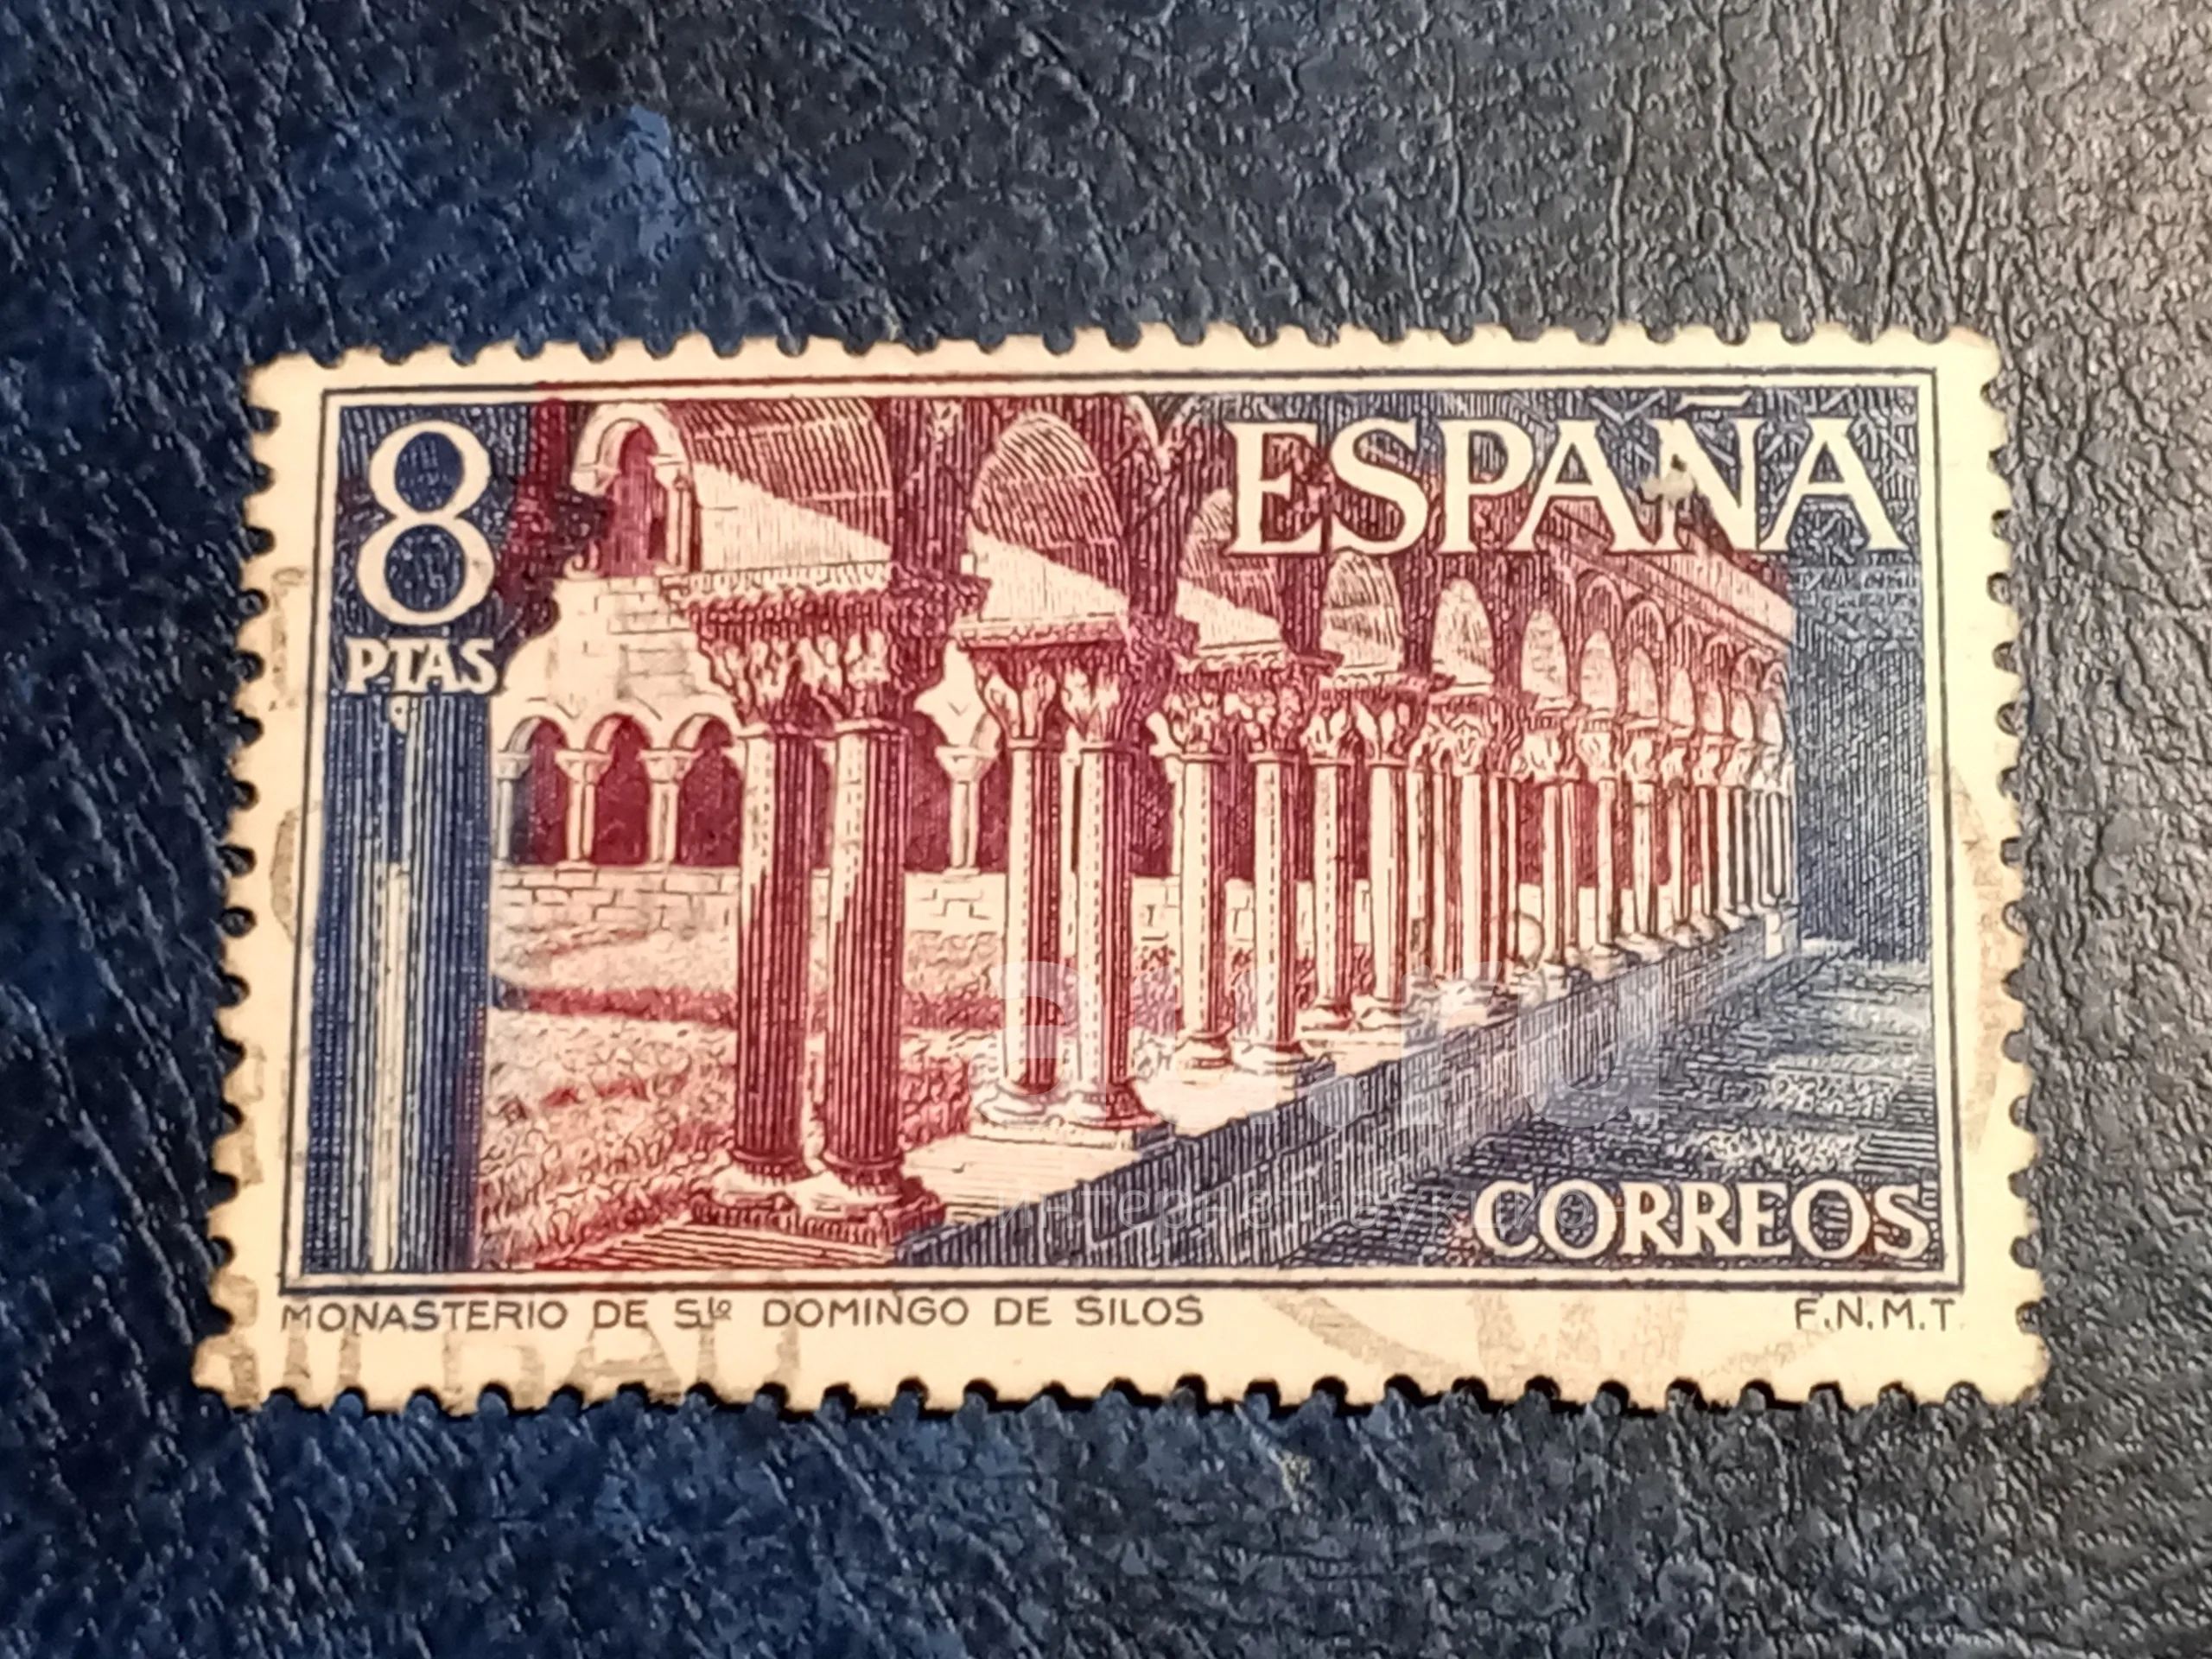 8
PTAS
ESPAÑA
CORREOS
MONASTERIO DE Sto DOMINGO DE SILOS
F.N.M.T